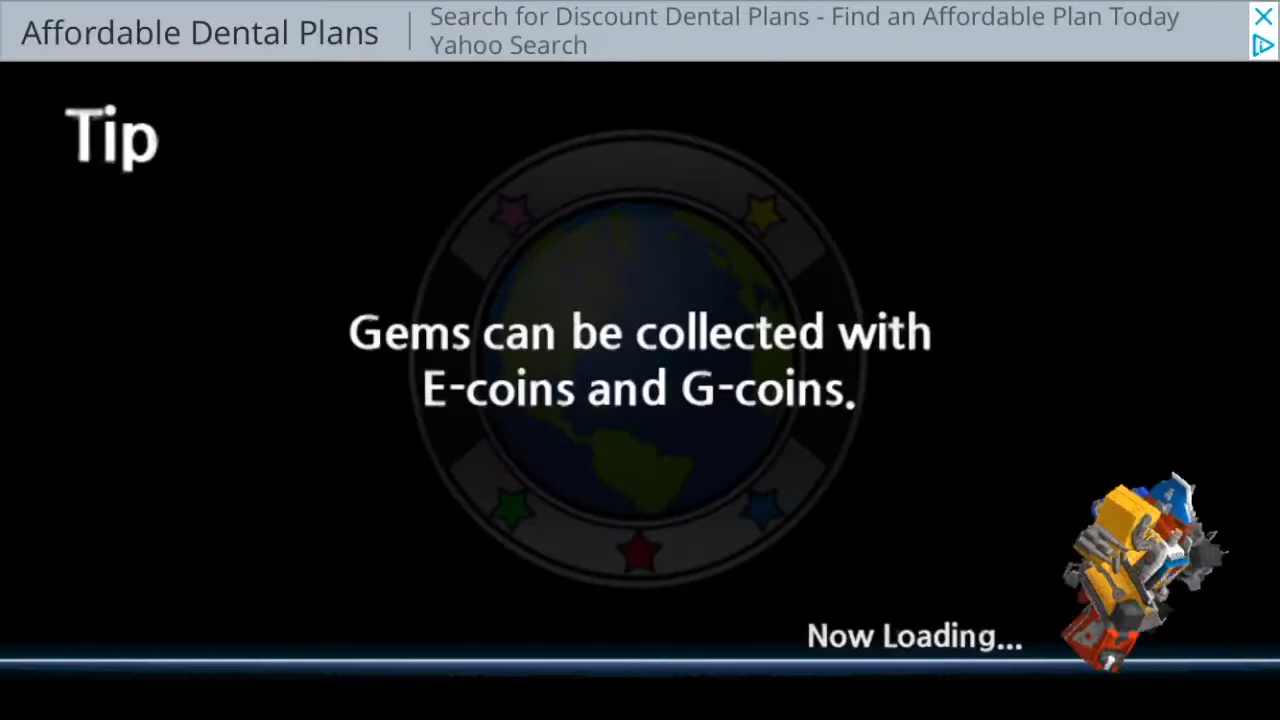 Affordable Dental Plans
Search for Discount Dental Plans - Find an Affordable Plan Today
Yahoo Search
Tip
Gems can be collected with
E-coins and G-coins.
Now Loading...